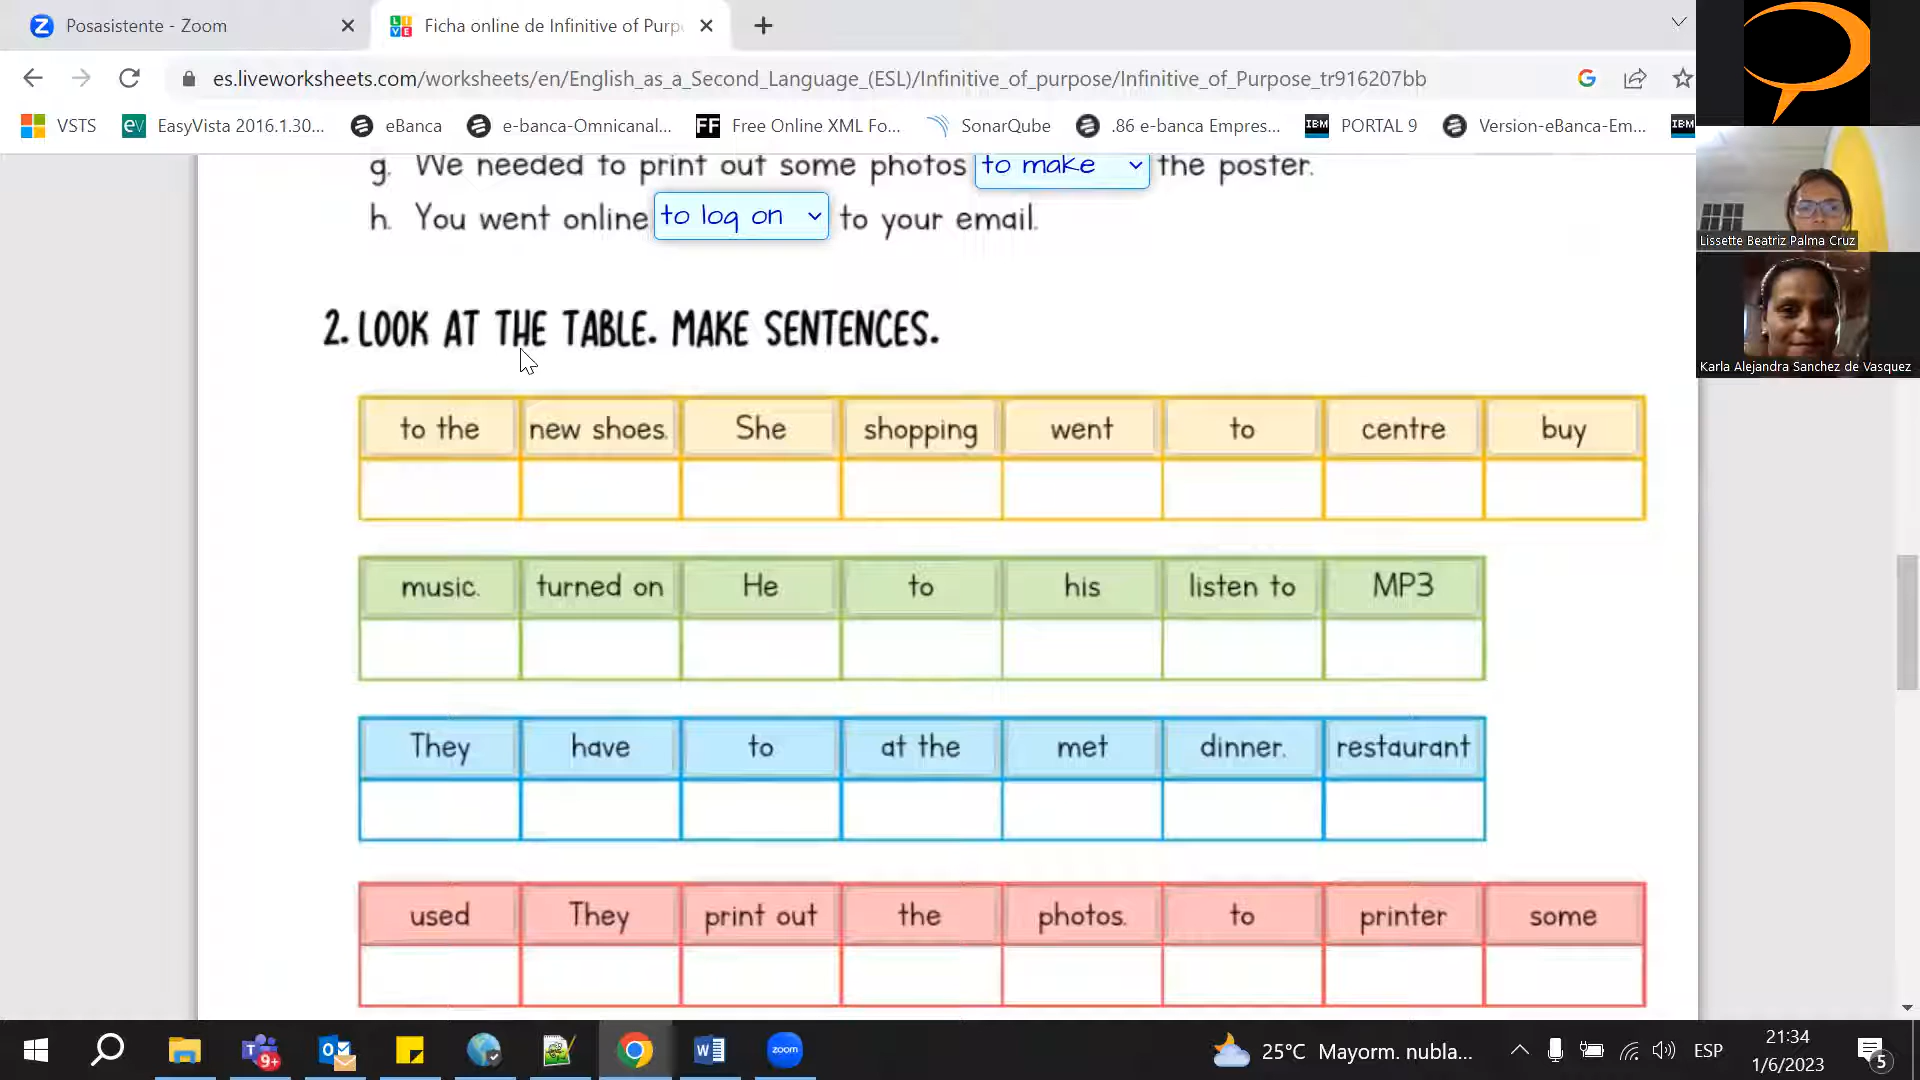 Posasistente - Zoom
Ficha online de Infinitive of Purp
es.liveworksheets.com/worksheets/en/English_as_a_Second_Language_(ESL)/Infinitive_of_purpose/Infinitive_of_Purpose_tr916207bb
VSTS EasyVista 2016.1.30... eBanca e-banca-Omnicanal... FF Free Online XML Fo... SonarQube .86 e-banca Empres... IBM PORTAL 9 Version-eBanca-Em... IBM
g. We needed to print out some photos to make the poster.
h. You went online to log on to your email.
2. LOOK AT THE TABLE. MAKE SENTENCES.
to the new shoes. She shopping went to centre buy
music. turned on He to his listen to MP3
They have to at the met dinner. restaurant
used They print out the photos. to printer some
Lissette Beatriz Palma Cruz
Karla Alejandra Sanchez de Vasquez
9+
zoom
25°C Mayorm. nubla...
ESP
21:34
1/6/2023
5